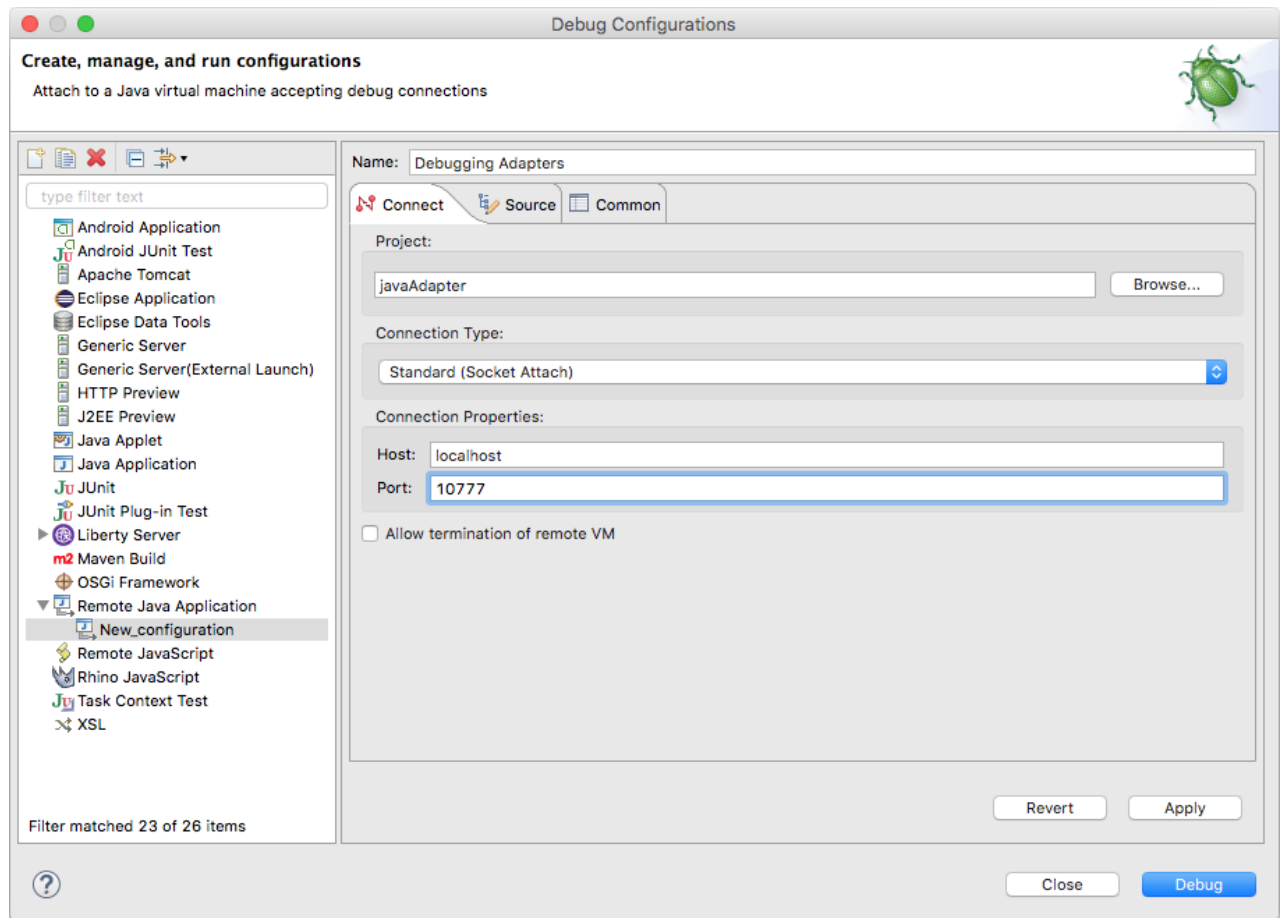 Debug Configurations
Create, manage, and run configurations
Attach to a Java virtual machine accepting debug connections
type filter text
Android Application
Android JUnit Test
Apache Tomcat
Eclipse Application
Eclipse Data Tools
Generic Server
Generic Server(External Launch)
HTTP Preview
J2EE Preview
Java Applet
Java Application
JUnit
JUnit Plug-in Test
Liberty Server
m2 Maven Build
OSGi Framework
Remote Java Application
New_configuration
Remote JavaScript
Rhino JavaScript
Task Context Test
XSL
Filter matched 23 of 26 items
Name: Debugging Adapters
Connect Source Common
Project:
javaAdapter Browse...
Connection Type:
Standard (Socket Attach)
Connection Properties:
Host: localhost
Port: 10777
Allow termination of remote VM
Revert Apply
? Close Debug